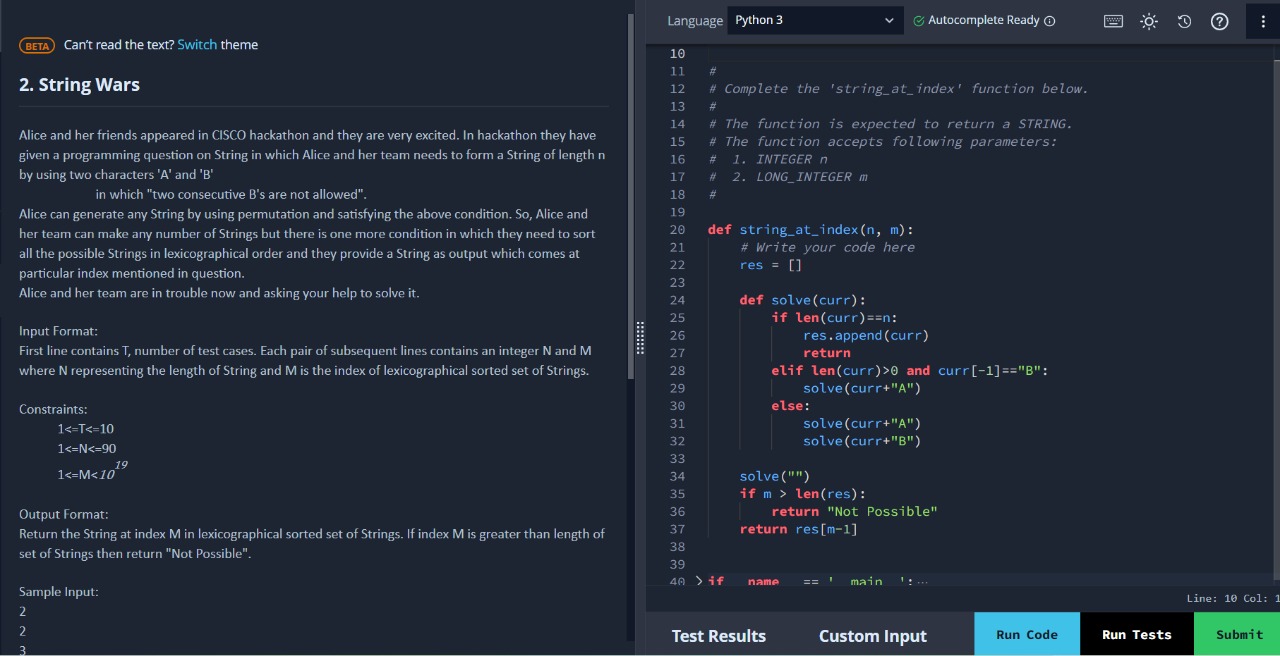 BETA Can't read the text? Switch theme
2. String Wars
Alice and her friends appeared in CISCO hackathon and they are very excited. In hackathon they have
given a programming question on String in which Alice and her team needs to form a String of length n
by using two characters 'A' and 'B'
in which "two consecutive B's are not allowed".
Alice can generate any String by using permutation and satisfying the above condition. So, Alice and
her team can make any number of Strings but there is one more condition in which they need to sort
all the possible Strings in lexicographical order and they provide a String as output which comes at
particular index mentioned in question.
Alice and her team are in trouble now and asking your help to solve it.
Input Format:
First line contains T, number of test cases. Each pair of subsequent lines contains an integer N and M
where N representing the length of String and M is the index of lexicographical sorted set of Strings.
Constraints:
1<=T<=10
1<=N<=90
1<=M<10^19
Output Format:
Return the String at index M in lexicographical sorted set of Strings. If index M is greater than length of
set of Strings then return "Not Possible".
Sample Input:
2
2
3
Language Python 3 Autocomplete Ready
10
11 #
12 # Complete the 'string_at_index' function below.
13 #
14 # The function is expected to return a STRING.
15 # The function accepts following parameters:
16 #  1. INTEGER n
17 #  2. LONG_INTEGER m
18 #
19
20 def string_at_index(n, m):
21     # Write your code here
22     res = []
23
24     def solve(curr):
25         if len(curr)==n:
26             res.append(curr)
27             return
28         elif len(curr)>0 and curr[-1]=="B":
29             solve(curr+"A")
30         else:
31             solve(curr+"A")
32             solve(curr+"B")
33
34     solve("")
35     if m > len(res):
36         return "Not Possible"
37     return res[m-1]
38
39
40 if __name__ == '__main__':...
Line: 10 Col: 1
Test Results Custom Input Run Code Run Tests Submit